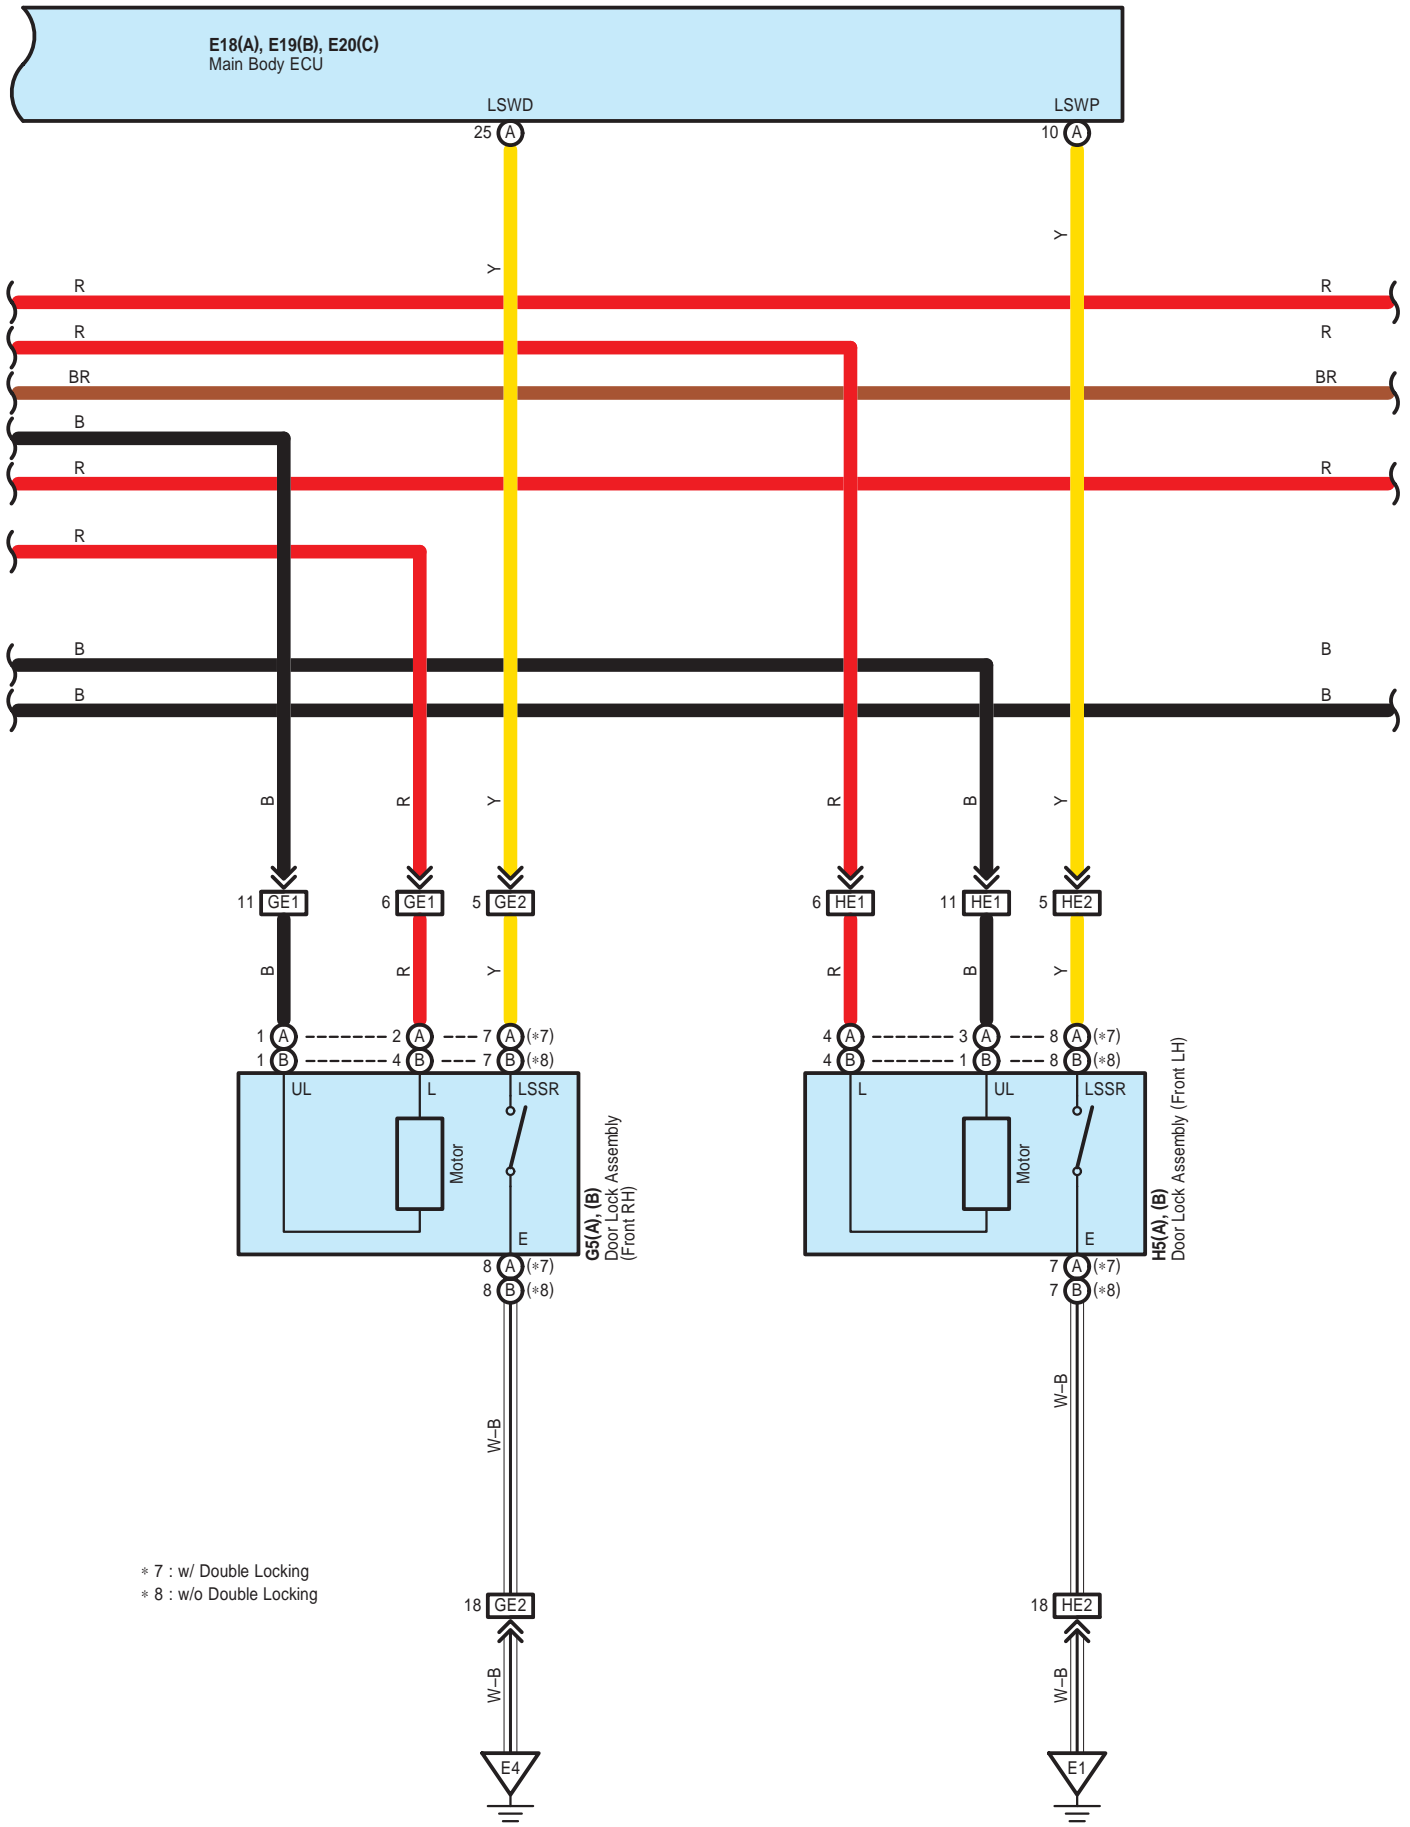 E18(A), E19(B), E20(C)
Main Body ECU
LSWD
LSWP
25 A
10 A
Y
Y
R
R
R
R
BR
BR
B
R
R
R
B
B
B
B
B
R
Y
R
B
Y
11 GE1
6 GE1
5 GE2
6 HE1
11 HE1
5 HE2
B
R
Y
R
B
Y
1 A
2 A
7 A (*7)
4 A
3 A
8 A (*7)
1 B
4 B
7 B (*8)
4 B
1 B
8 B (*8)
UL
L
LSSR
L
UL
LSSR
Motor
Motor
E
E
G5(A), (B)
Door Lock Assembly
(Front RH)
H5(A), (B)
Door Lock Assembly (Front LH)
8 A (*7)
7 A (*7)
8 B (*8)
7 B (*8)
W–B
W–B
* 7 : w/ Double Locking
* 8 : w/o Double Locking
18 GE2
18 HE2
W–B
W–B
E4
E1